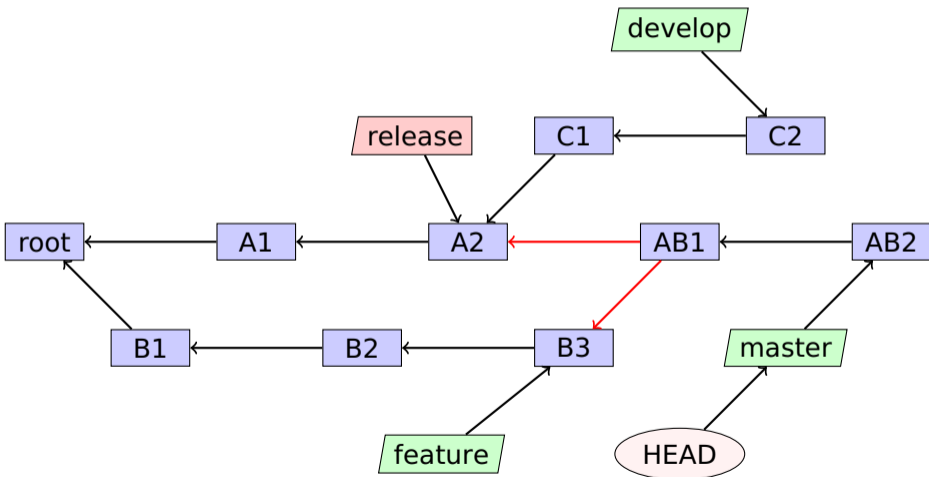 develop
release
C1
C2
root
A1
A2
AB1
AB2
B1
B2
B3
master
feature
HEAD